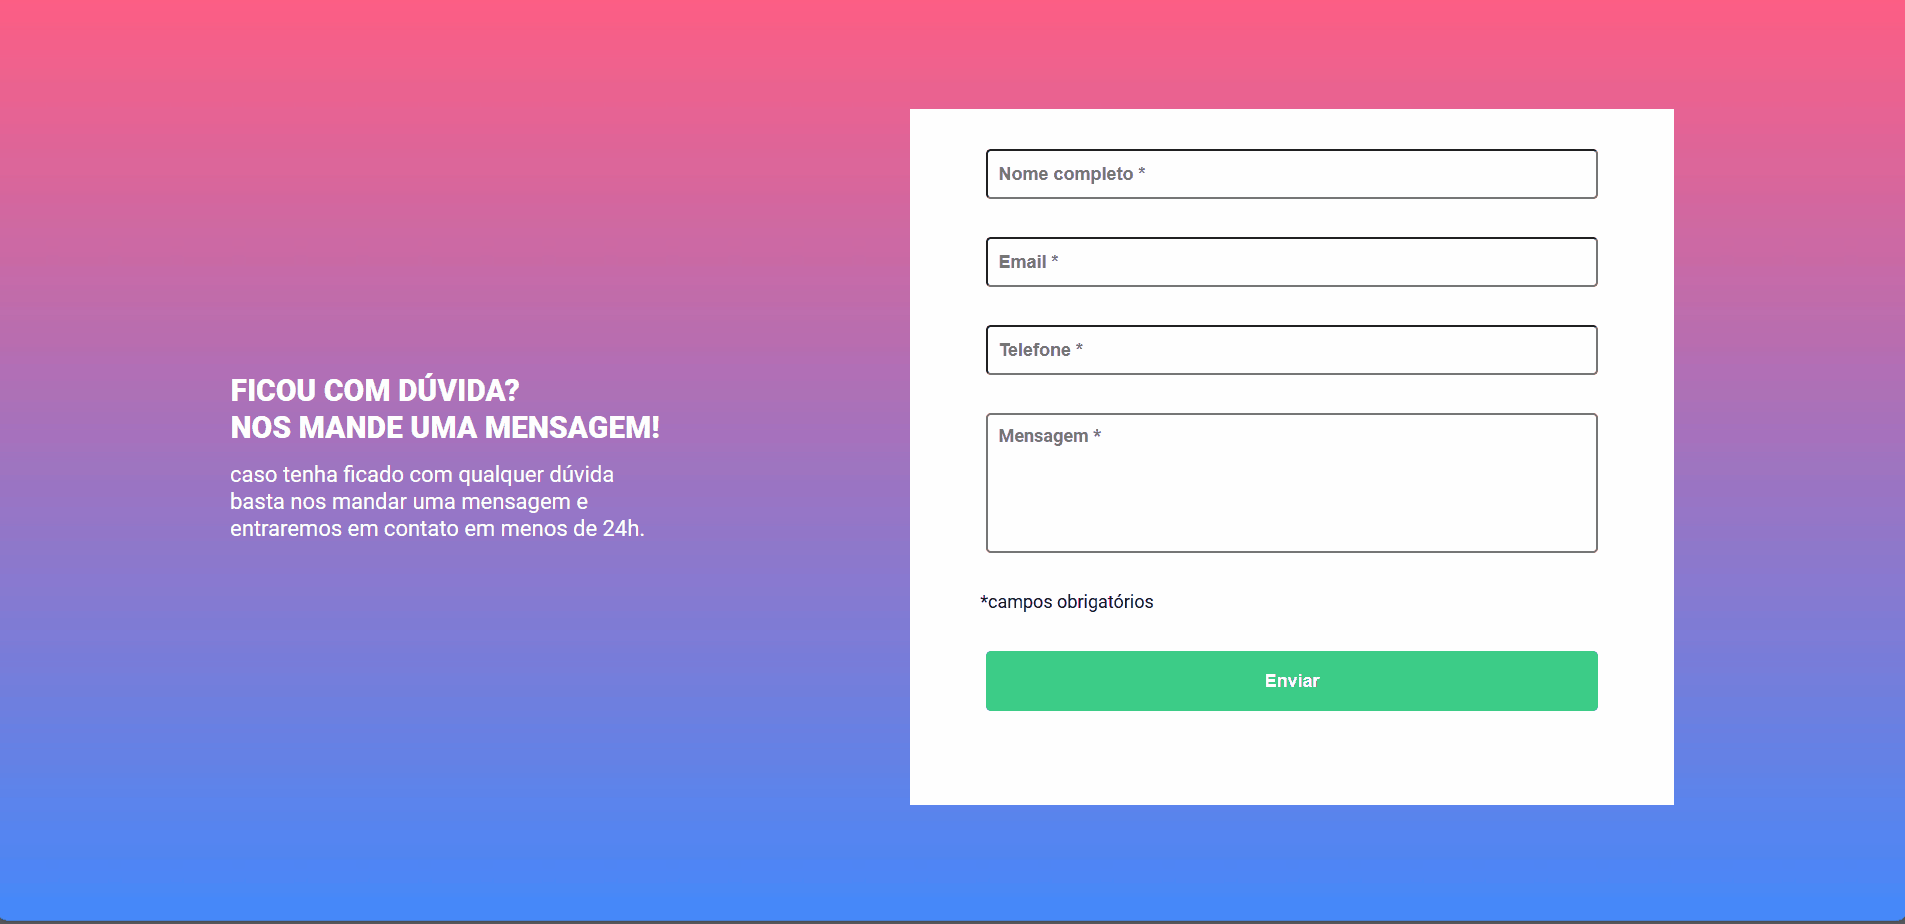 FICOU COM DÚVIDA?
NOS MANDE UMA MENSAGEM!
caso tenha ficado com qualquer dúvida
basta nos mandar uma mensagem e
entraremos em contato em menos de 24h.
Nome completo *
Email *
Telefone *
Mensagem *
*campos obrigatórios
Enviar